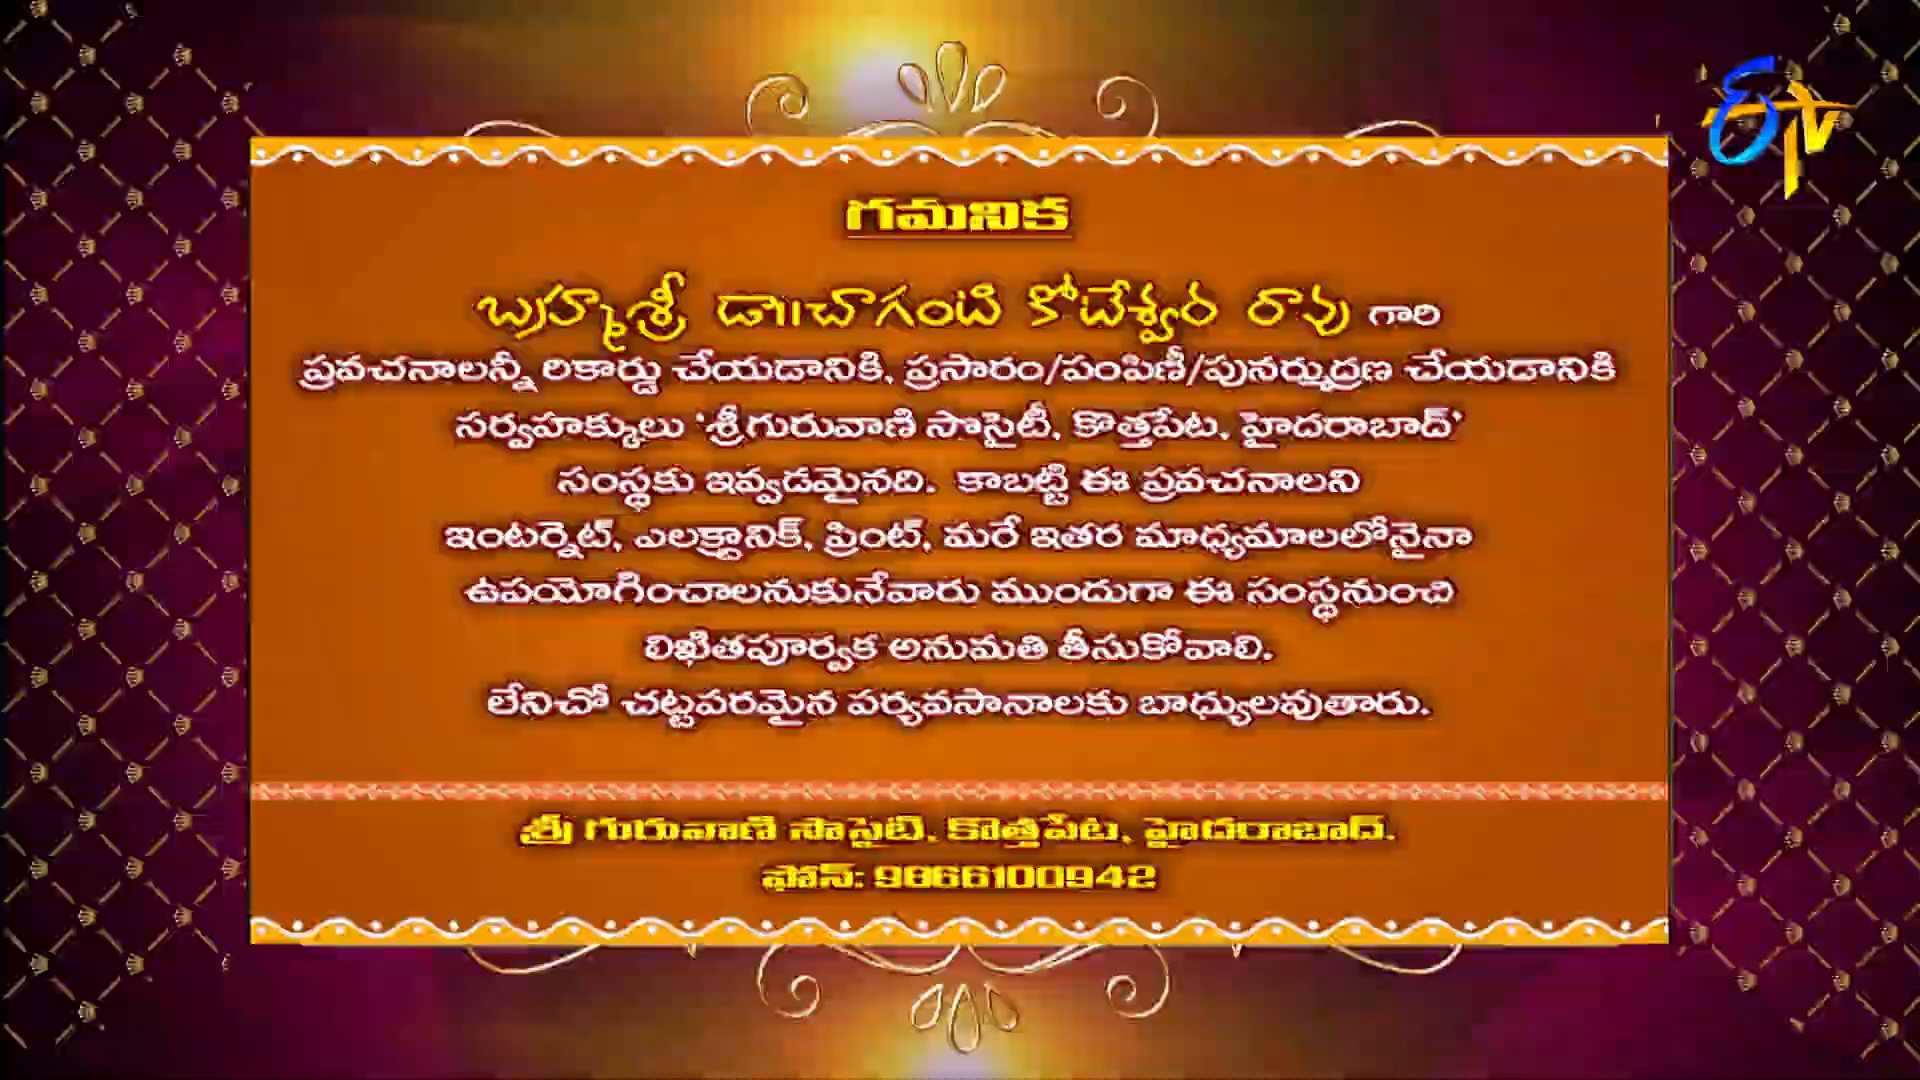 ETV
గమనిక
బ్రహ్మశ్రీ డా॥చాగంటి కోటేశ్వర రావు గారి
ప్రవచనాలన్నీ రికార్డు చేయడానికి, ప్రసారం/పంపిణీ/పునర్ముద్రణ చేయడానికి
సర్వహక్కులు 'శ్రీగురువాణి సొసైటీ, కొత్తపేట, హైదరాబాద్'
సంస్థకు ఇవ్వడమైనది. కాబట్టి ఈ ప్రవచనాలని
ఇంటర్నెట్, ఎలక్ట్రానిక్, ప్రింట్, మరే ఇతర మాధ్యమాలలోనైనా
ఉపయోగించాలనుకునేవారు ముందుగా ఈ సంస్థనుంచి
లిఖితపూర్వక అనుమతి తీసుకోవాలి.
లేనిచో చట్టపరమైన పర్యవసానాలకు బాధ్యులవుతారు.
శ్రీ గురువాణి సొసైటీ, కొత్తపేట, హైదరాబాద్.
ఫోన్: 9866100942